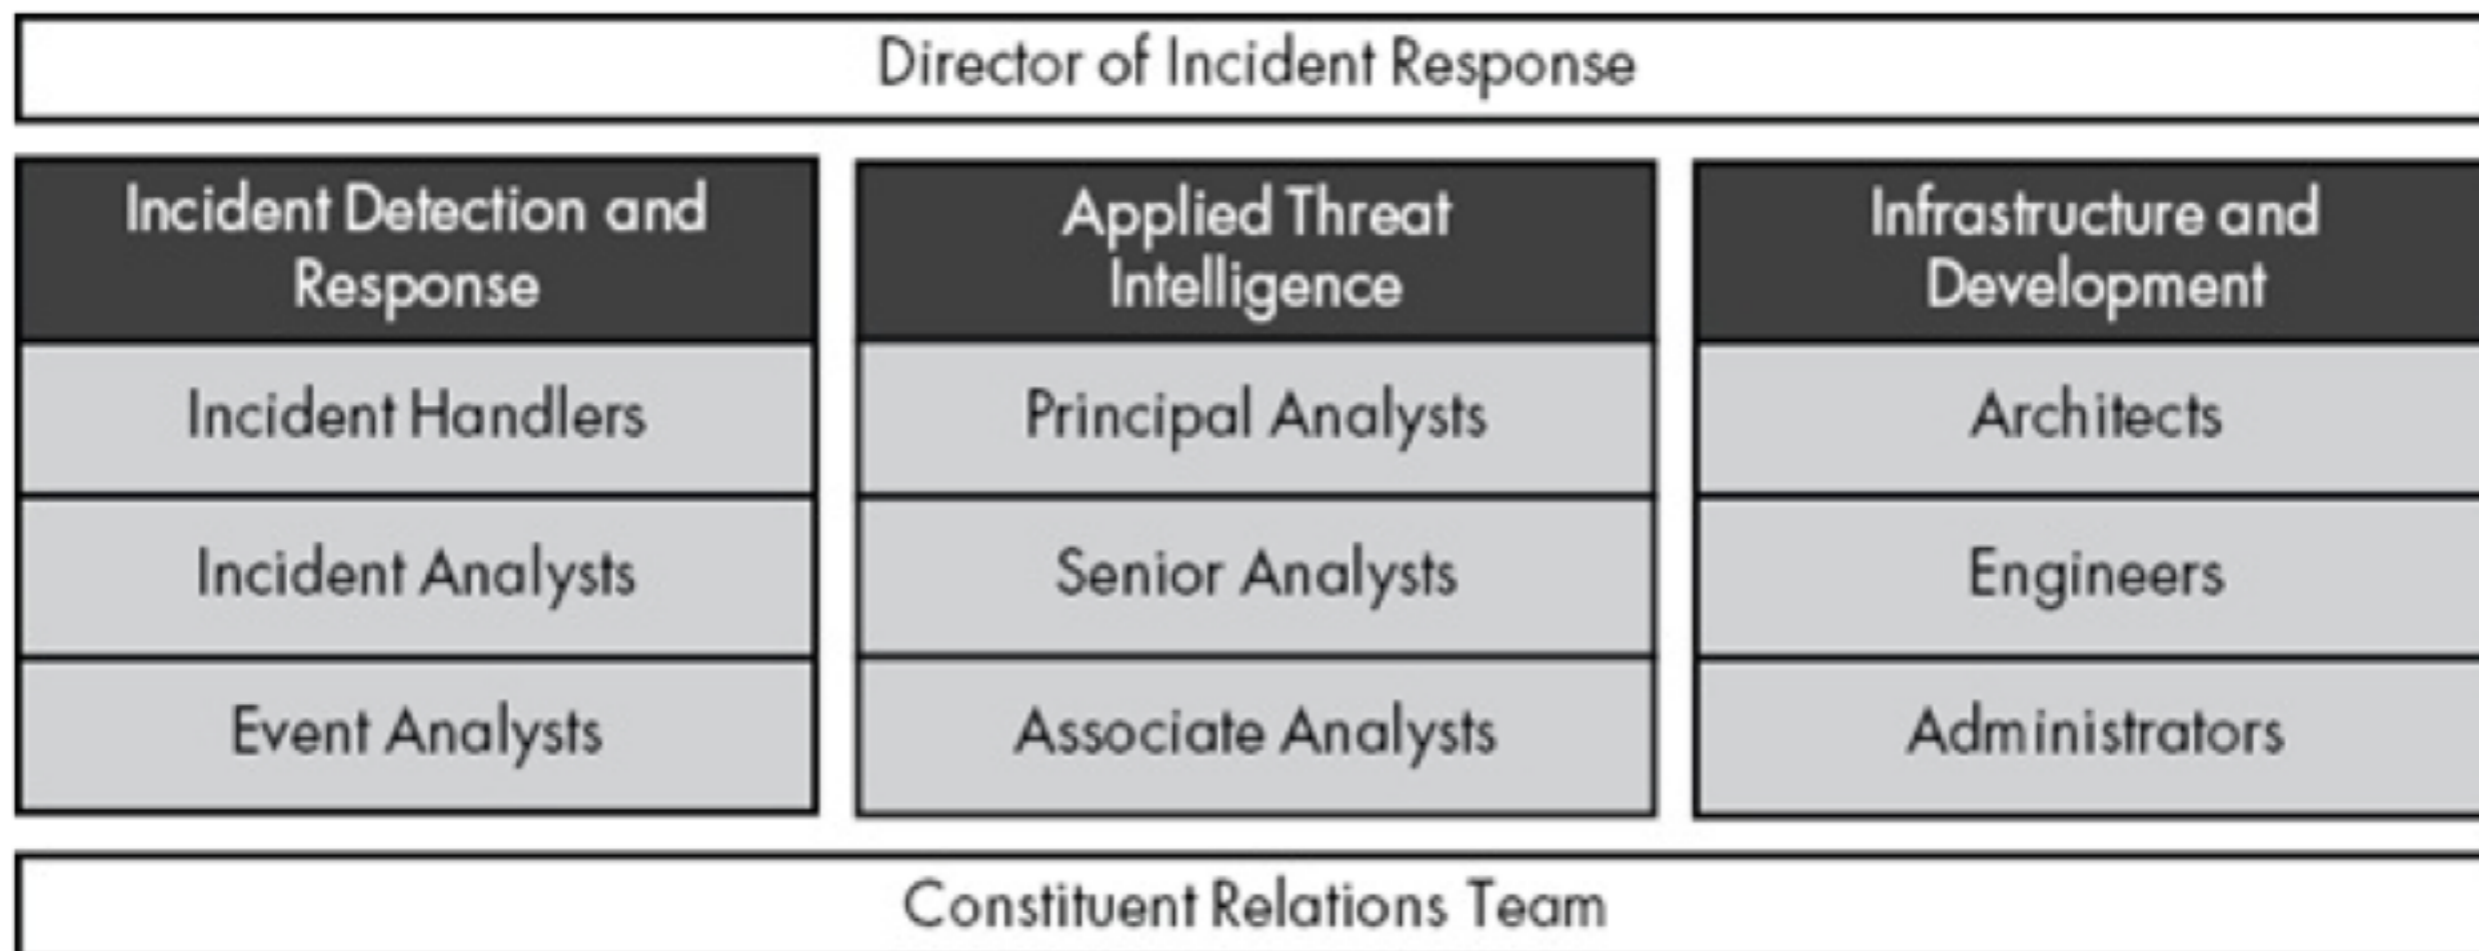 Director of Incident Response
Incident Detection and
Response
Incident Handlers
Incident Analysts
Event Analysts
Applied Threat
Intelligence
Principal Analysts
Senior Analysts
Associate Analysts
Infrastructure and
Development
Architects
Engineers
Administrators
Constituent Relations Team